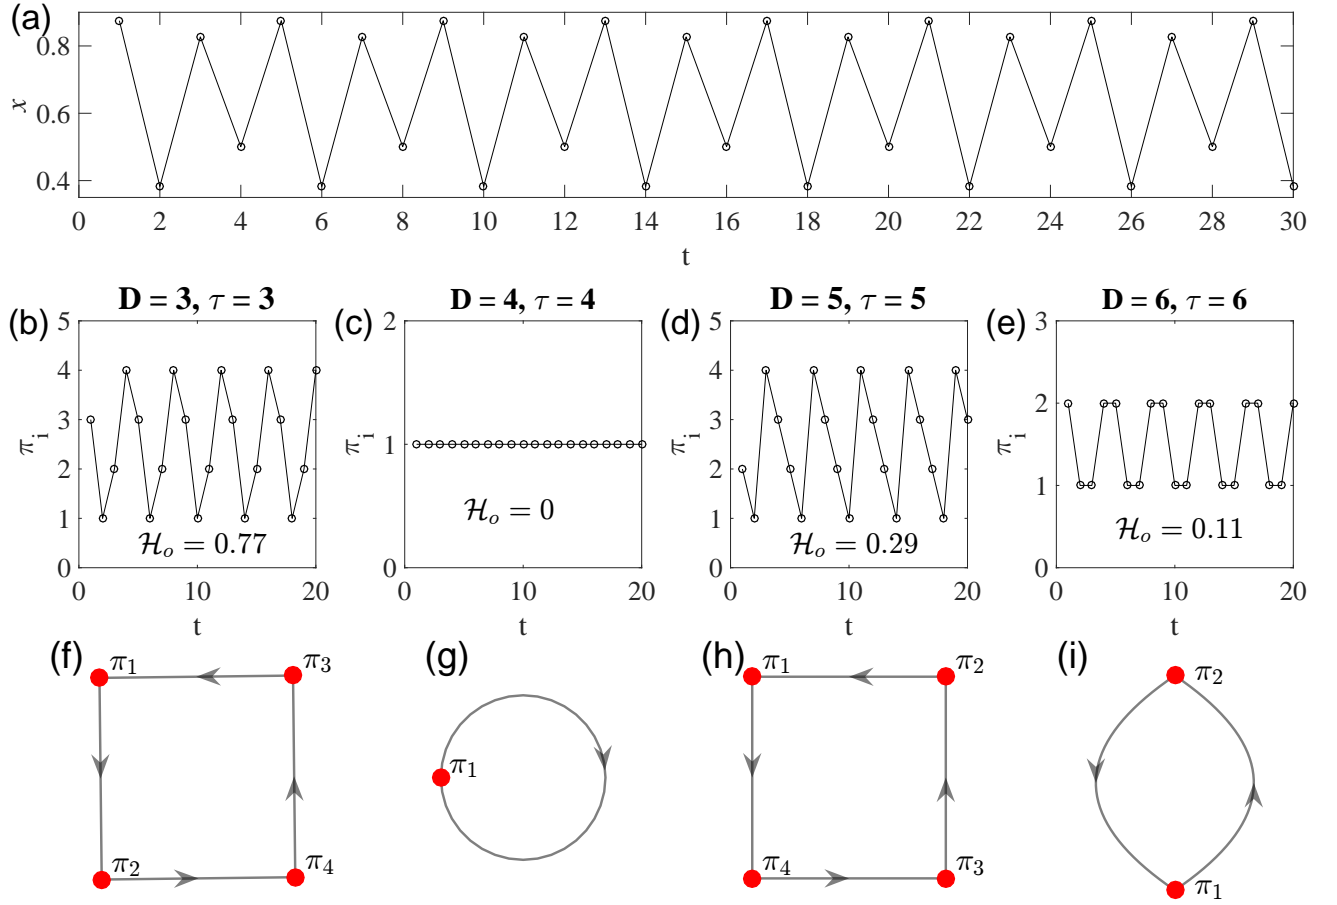 (a)
x
0.8
0.6
0.4
0 2 4 6 8 10 12 14 16 18 20 22 24 26 28 30
t
D = 3, τ = 3
D = 4, τ = 4
D = 5, τ = 5
D = 6, τ = 6
(b)
π_i
5
4
3
2
1
0
ℋ_o = 0.77
0 10 20
t
(c)
π_i
2
1
0
ℋ_o = 0
0 10 20
t
(d)
π_i
5
4
3
2
1
0
ℋ_o = 0.29
0 10 20
t
(e)
π_i
3
2
1
0
ℋ_o = 0.11
0 10 20
t
(f)
π_1
π_3
π_2
π_4
(g)
π_1
(h)
π_1
π_2
π_4
π_3
(i)
π_2
π_1